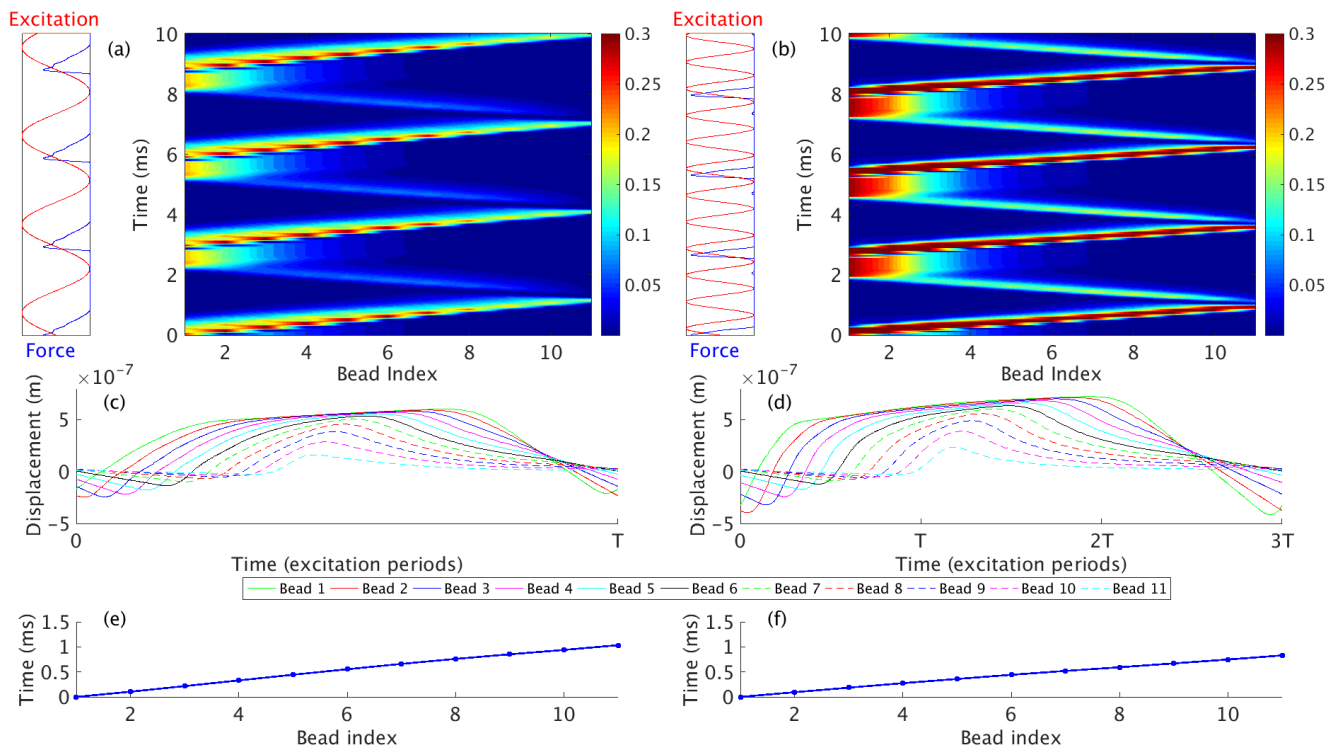 Excitation
(a)
10
8
6
4
2
0
Time (ms)
Force
2 4 6 8 10
Bead Index
0.3
0.25
0.2
0.15
0.1
0.05
Excitation
(b)
10
8
6
4
2
0
Time (ms)
Force
2 4 6 8 10
Bead Index
0.3
0.25
0.2
0.15
0.1
0.05
×10⁻⁷
(c)
5
0
−5
Displacement (m)
0 T
Time (excitation periods)
×10⁻⁷
(d)
5
0
−5
Displacement (m)
0 T 2T 3T
Time (excitation periods)
Bead 1 Bead 2 Bead 3 Bead 4 Bead 5 Bead 6 Bead 7 Bead 8 Bead 9 Bead 10 Bead 11
(e)
1.5
1
0.5
0
Time (ms)
2 4 6 8 10
Bead index
(f)
1.5
1
0.5
0
Time (ms)
2 4 6 8 10
Bead index